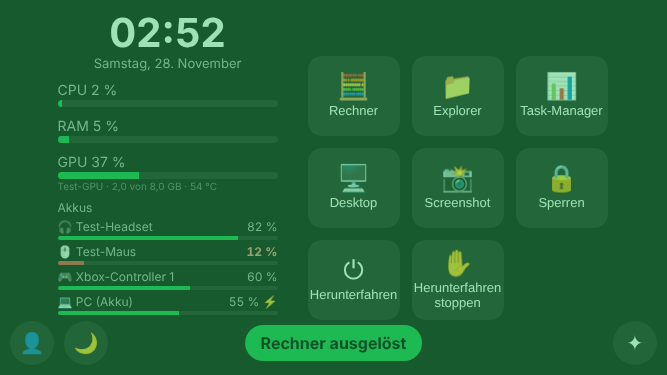 02:52
Samstag, 28. November
CPU 2 %
RAM 5 %
GPU 37 %
Test-GPU · 2,0 von 8,0 GB · 54 °C
Akkus
Test-Headset 82 %
Test-Maus 12 %
Xbox-Controller 1 60 %
PC (Akku) 55 %
Rechner
Explorer
Task-Manager
Desktop
Screenshot
Sperren
Herunterfahren
Herunterfahren
stoppen
Rechner ausgelöst